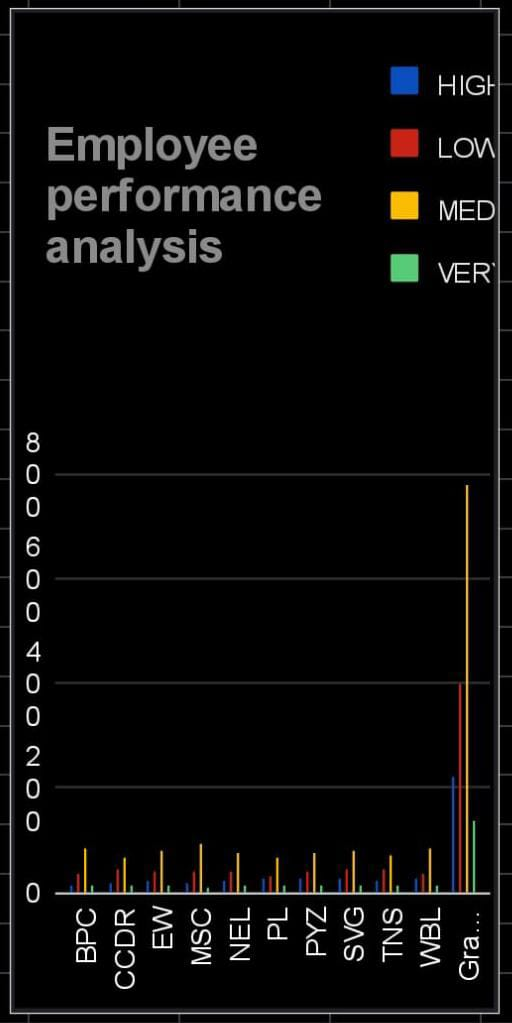 HIGH
LOW
MED
VERY
Employee
performance
analysis
8
0
0
6
0
0
4
0
0
2
0
0
0
BPC
CCDR
EW
MSC
NEL
PL
PYZ
SVG
TNS
WBL
Gra...